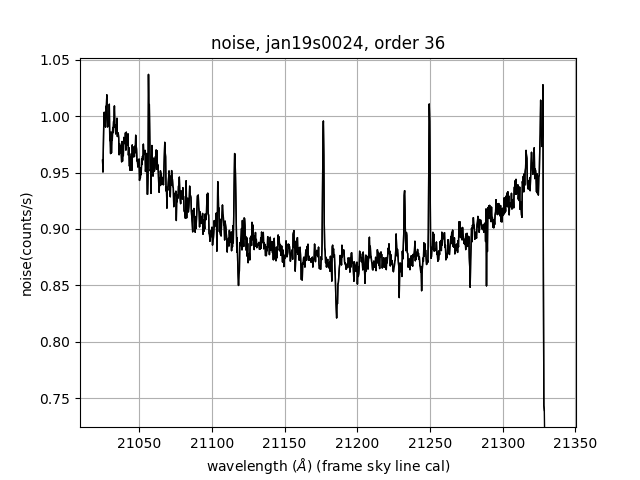 noise, jan19s0024, order 36
noise(counts/s)
1.05
1.00
0.95
0.90
0.85
0.80
0.75
21050 21100 21150 21200 21250 21300 21350
wavelength (Å) (frame sky line cal)